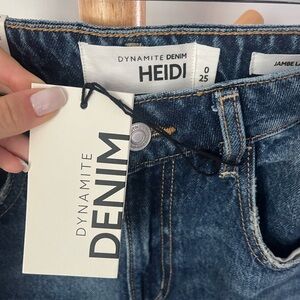 DYNAMITE DENIM
HEIDI
0
25
JAMBE
DYNAMITE
DENIM